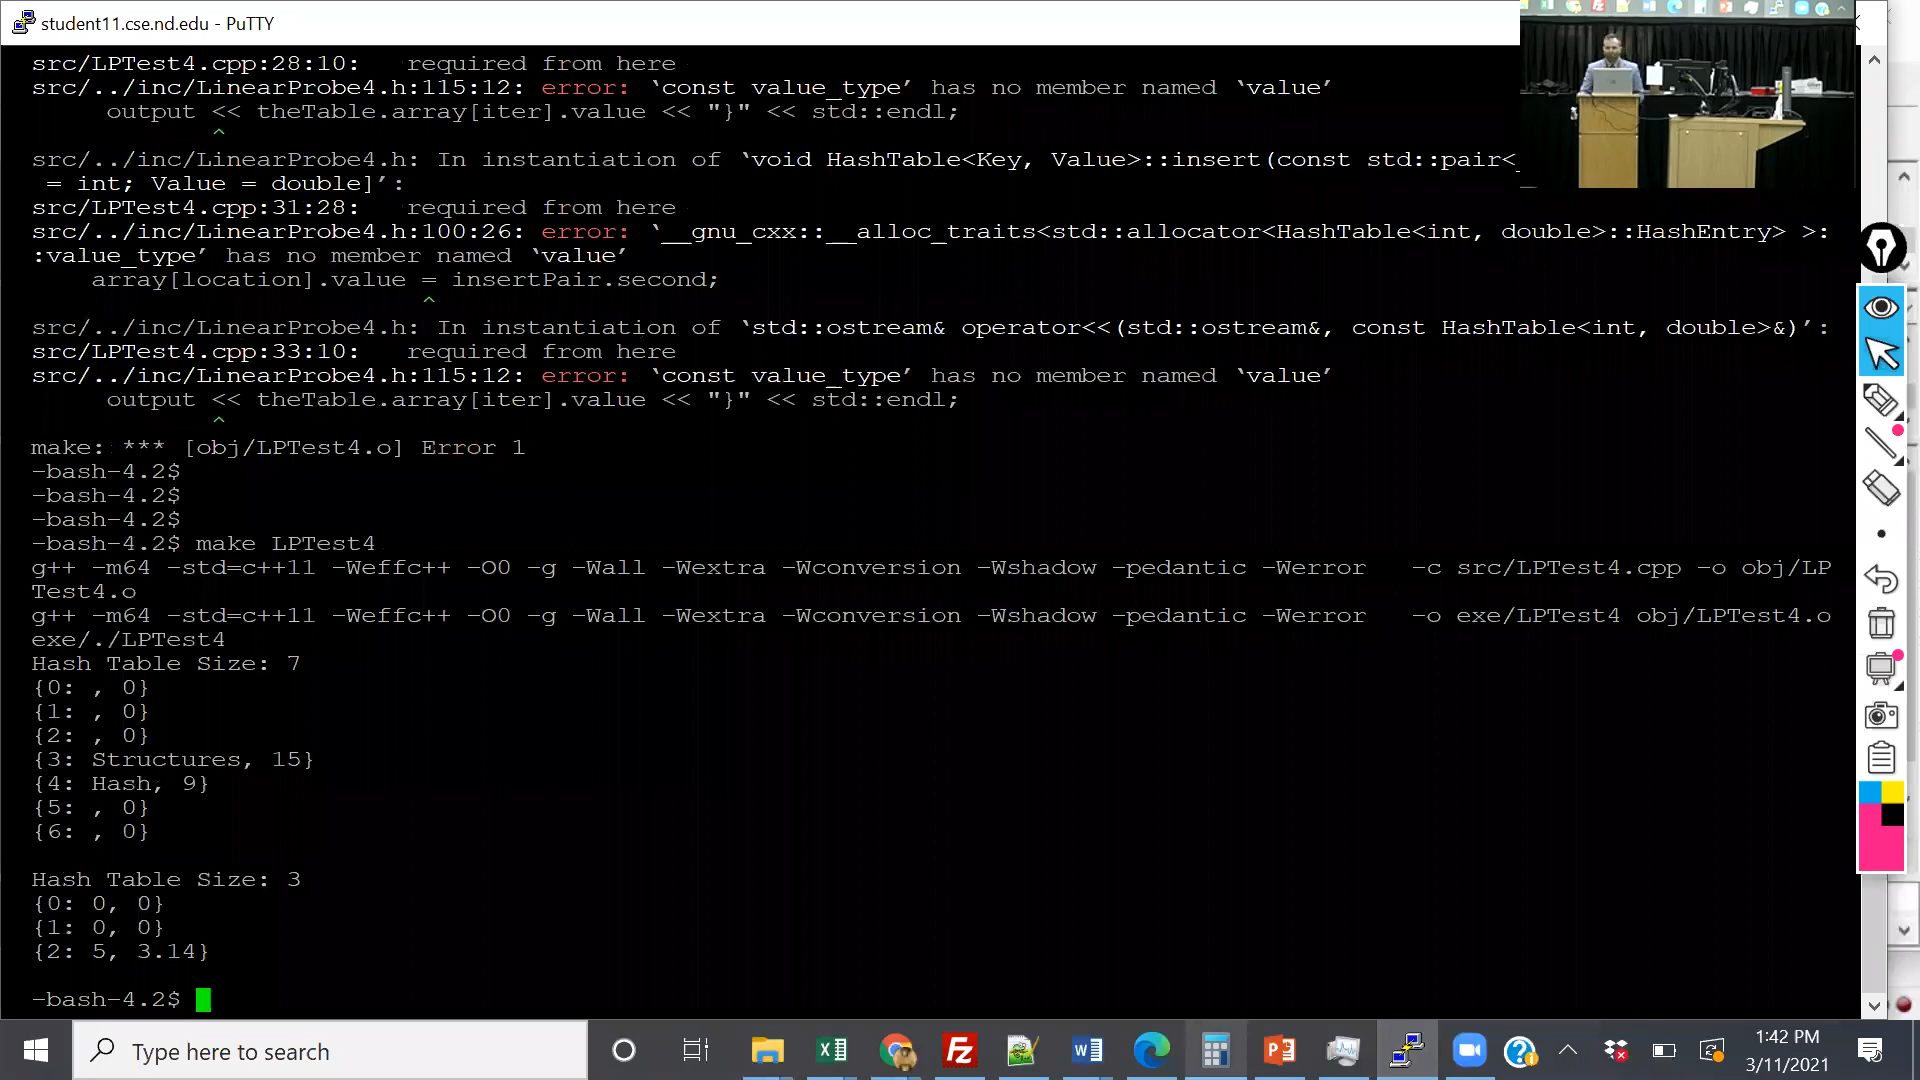 student11.cse.nd.edu - PuTTY
src/LPTest4.cpp:28:10:   required from here
src/../inc/LinearProbe4.h:115:12: error: ‘const value_type’ has no member named ‘value’
     output << theTable.array[iter].value << "}" << std::endl;
            ^
src/../inc/LinearProbe4.h: In instantiation of ‘void HashTable<Key, Value>::insert(const std::pair<
 = int; Value = double]’:
src/LPTest4.cpp:31:28:   required from here
src/../inc/LinearProbe4.h:100:26: error: ‘__gnu_cxx::__alloc_traits<std::allocator<HashTable<int, double>::HashEntry> >:
:value_type’ has no member named ‘value’
    array[location].value = insertPair.second;
                          ^
src/../inc/LinearProbe4.h: In instantiation of ‘std::ostream& operator<<(std::ostream&, const HashTable<int, double>&)’:
src/LPTest4.cpp:33:10:   required from here
src/../inc/LinearProbe4.h:115:12: error: ‘const value_type’ has no member named ‘value’
     output << theTable.array[iter].value << "}" << std::endl;
            ^
make: *** [obj/LPTest4.o] Error 1
-bash-4.2$
-bash-4.2$
-bash-4.2$
-bash-4.2$ make LPTest4
g++ -m64 -std=c++11 -Weffc++ -O0 -g -Wall -Wextra -Wconversion -Wshadow -pedantic -Werror   -c src/LPTest4.cpp -o obj/LP
Test4.o
g++ -m64 -std=c++11 -Weffc++ -O0 -g -Wall -Wextra -Wconversion -Wshadow -pedantic -Werror   -o exe/LPTest4 obj/LPTest4.o
exe/./LPTest4
Hash Table Size: 7
{0: , 0}
{1: , 0}
{2: , 0}
{3: Structures, 15}
{4: Hash, 9}
{5: , 0}
{6: , 0}
Hash Table Size: 3
{0: 0, 0}
{1: 0, 0}
{2: 5, 3.14}
-bash-4.2$
Type here to search
1:42 PM
3/11/2021